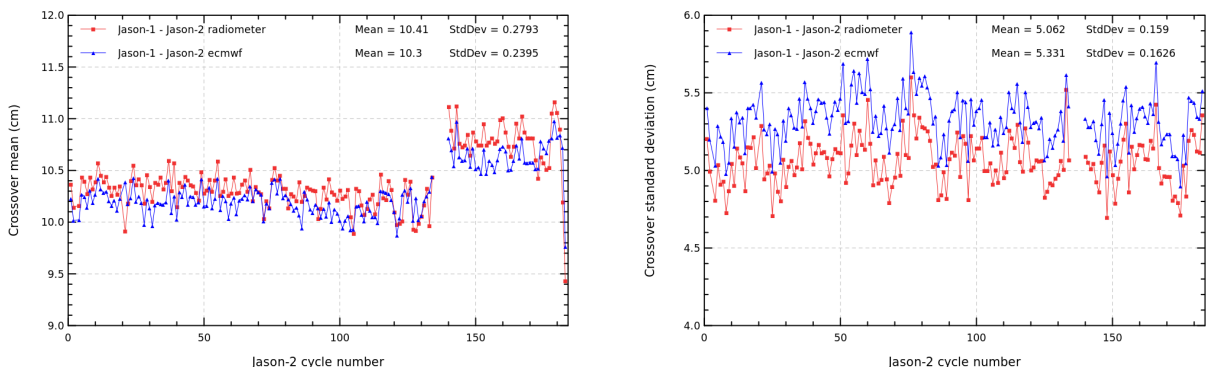 12.0
11.5
11.0
10.5
10.0
9.5
9.0
Crossover mean (cm)
Jason-1 - Jason-2 radiometer Mean = 10.41 StdDev = 0.2793
Jason-1 - Jason-2 ecmwf Mean = 10.3 StdDev = 0.2395
0 50 100 150
Jason-2 cycle number
6.0
5.5
5.0
4.5
4.0
Crossover standard deviation (cm)
Jason-1 - Jason-2 radiometer Mean = 5.062 StdDev = 0.159
Jason-1 - Jason-2 ecmwf Mean = 5.331 StdDev = 0.1626
0 50 100 150
Jason-2 cycle number